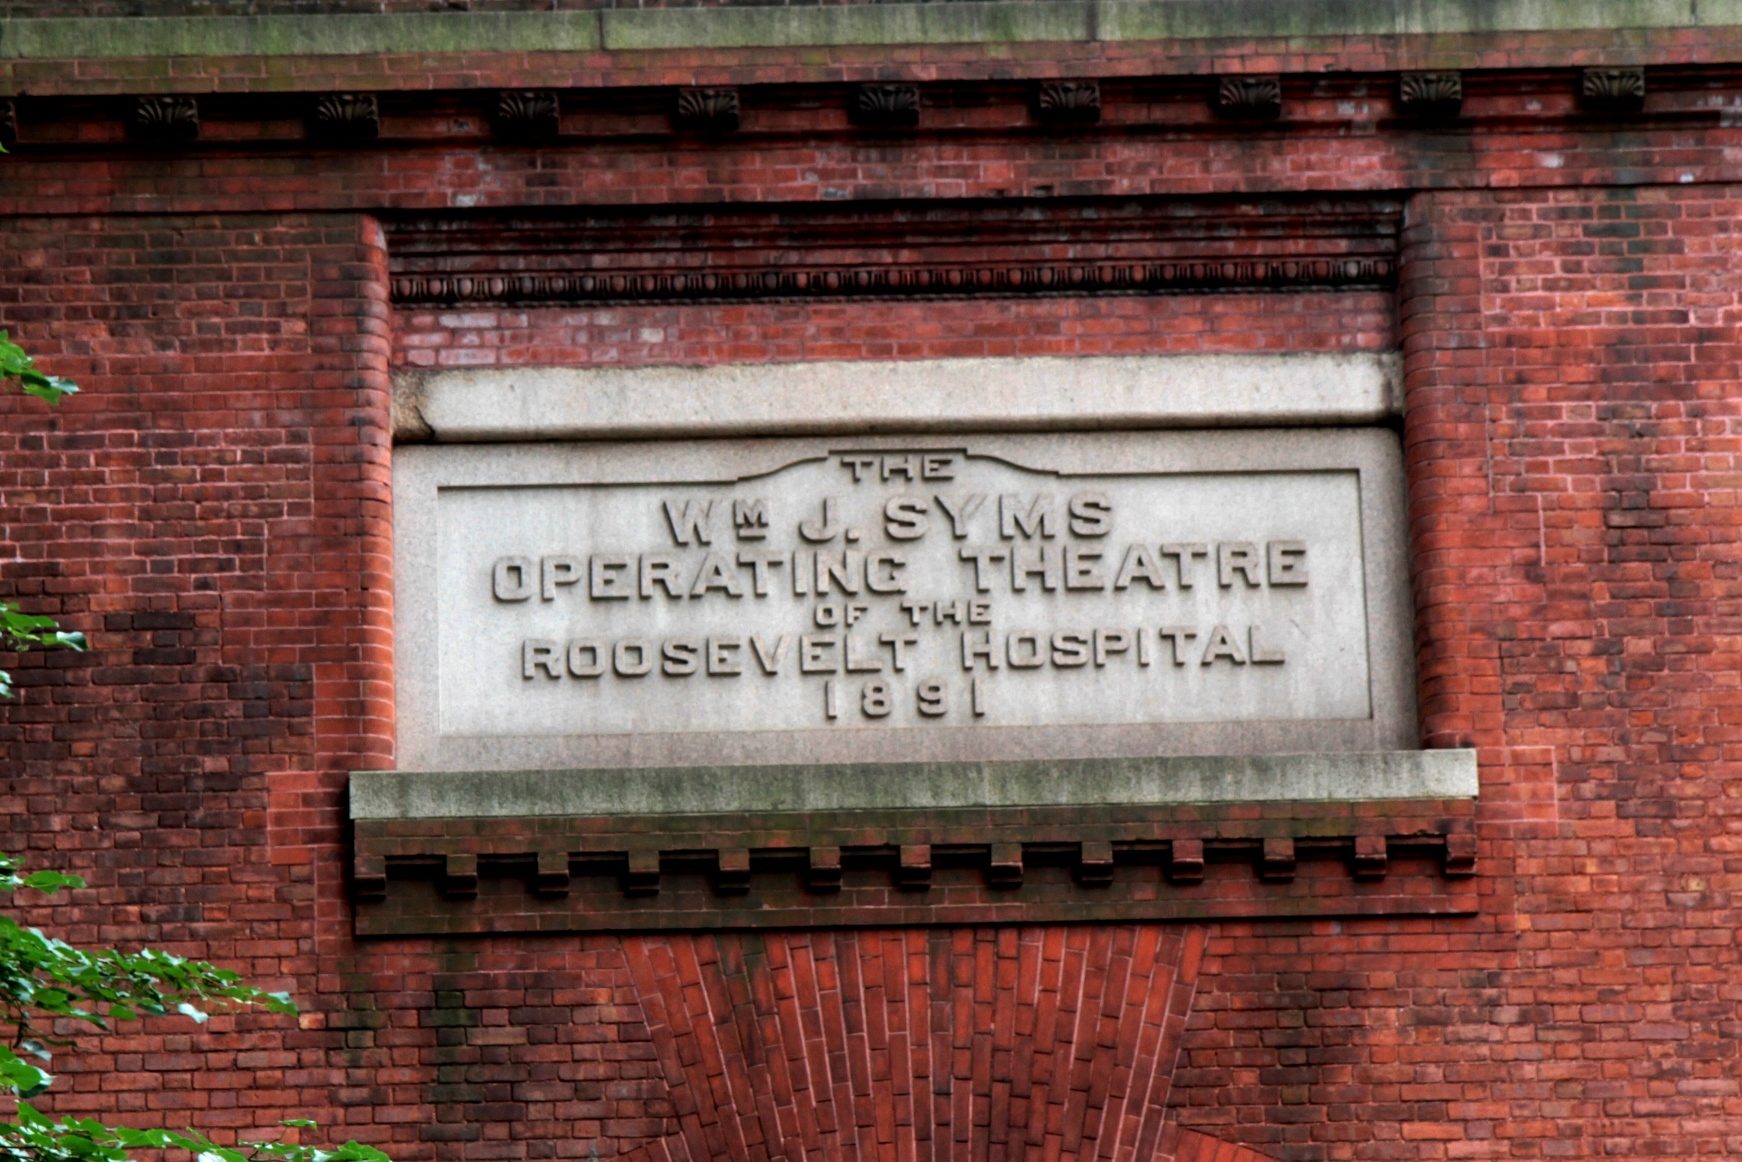 THE
WM J. SYMS
OPERATING THEATRE
OF THE
ROOSEVELT HOSPITAL
1891